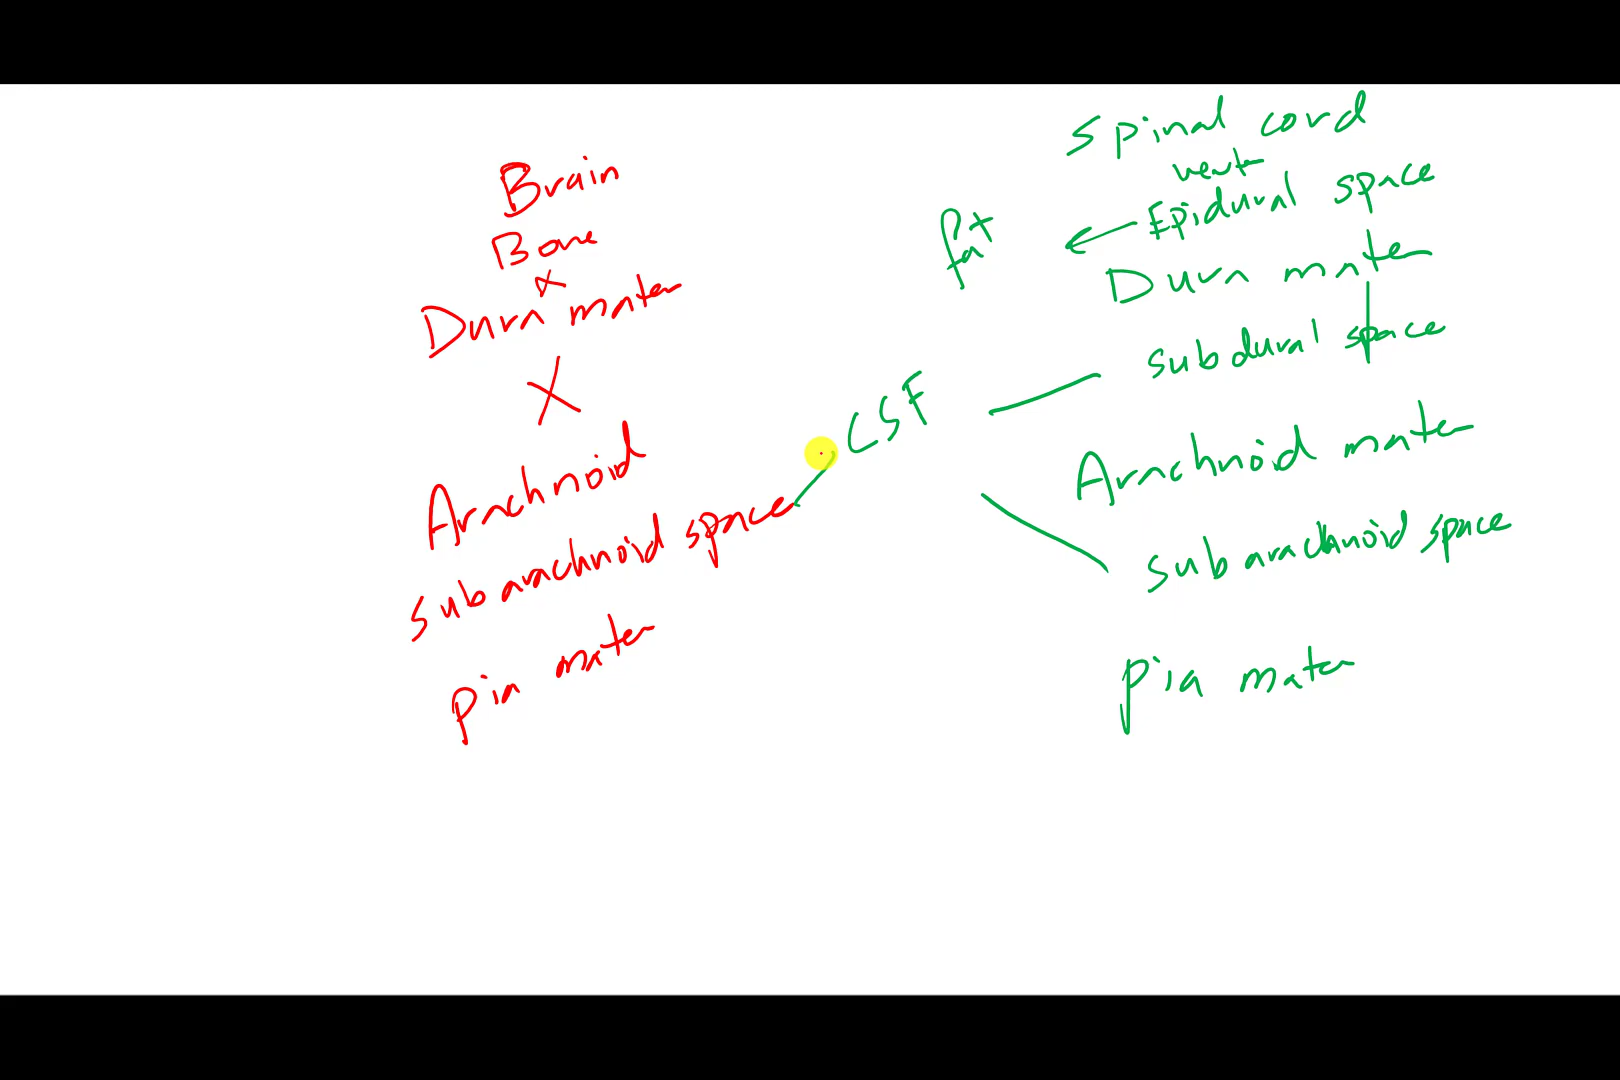 Brain
Bone
x
Dura mater
X
Arachnoid
subarachnoid space
pia mater
CSF
fat
spinal cord
Epidural space
Dura mater
subdural space
Arachnoid mater
subarachnoid space
pia mater